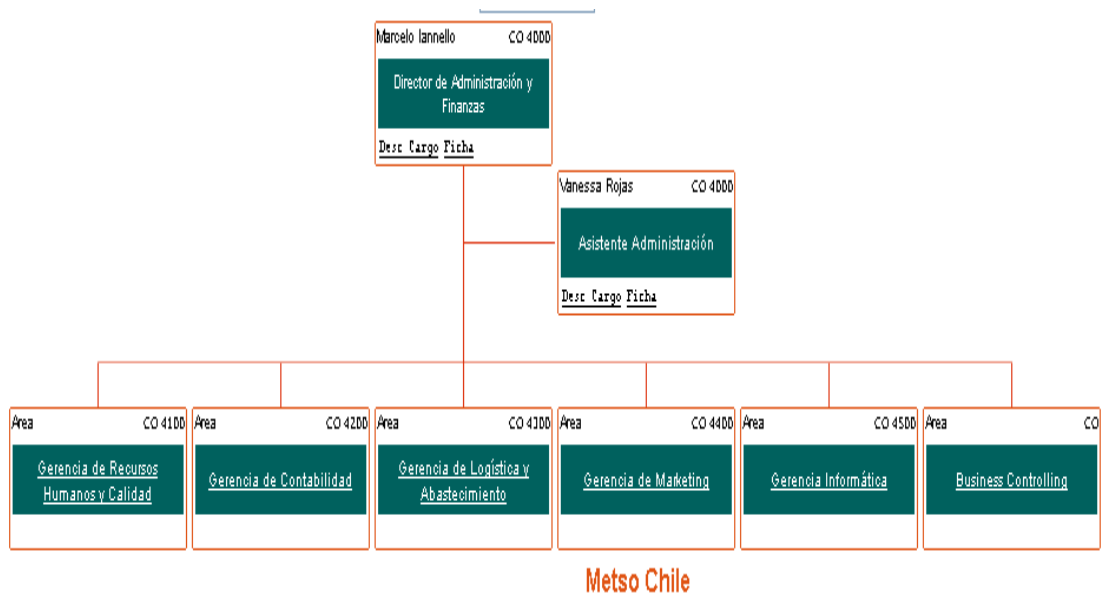 Marcelo Iannello CO 4000
Director de Administración y
Finanzas
Desc Cargo Ficha
Vanessa Rojas CO 4000
Asistente Administración
Desc Cargo Ficha
Area CO 4100
Gerencia de Recursos
Humanos y Calidad
Area CO 4200
Gerencia de Contabilidad
Area CO 4300
Gerencia de Logística y
Abastecimiento
Area CO 4400
Gerencia de Marketing
Area CO 4500
Gerencia Informática
Area CO
Business Controlling
Metso Chile